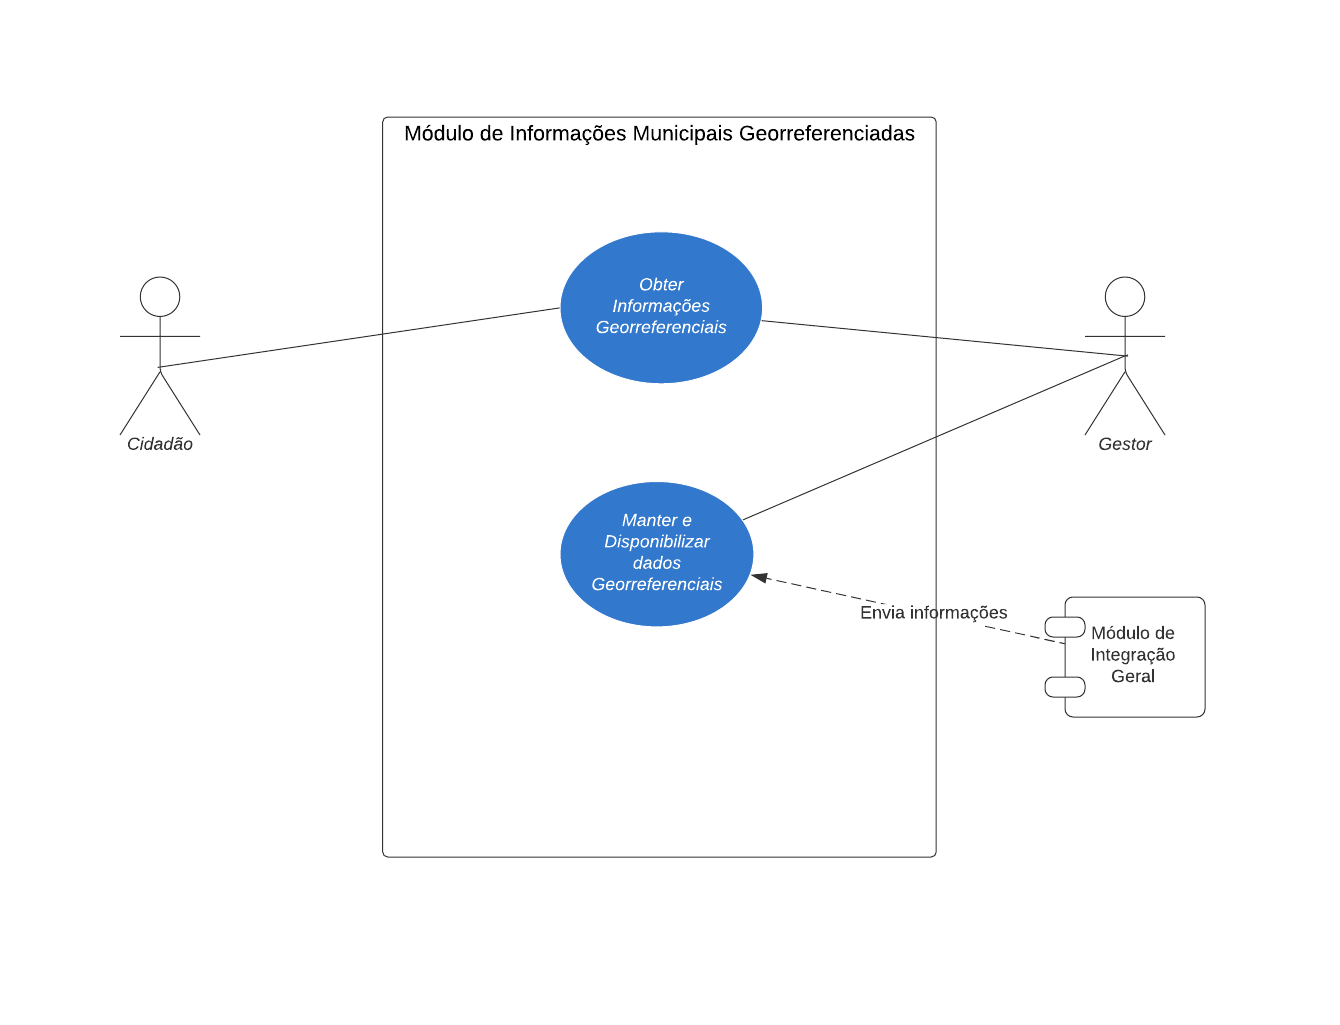 Módulo de Informações Municipais Georreferenciadas
Obter
Informações
Georreferenciais
Cidadão
Gestor
Manter e
Disponibilizar
dados
Georreferenciais
Envia informações
Módulo de
Integração
Geral